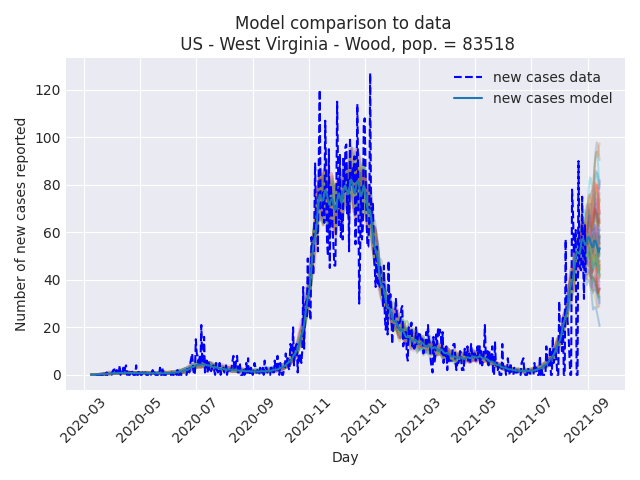 Model comparison to data
US - West Virginia - Wood, pop. = 83518
new cases data
new cases model
Number of new cases reported
120
100
80
60
40
20
0
2020-03
2020-05
2020-07
2020-09
2020-11
2021-01
2021-03
2021-05
2021-07
2021-09
Day